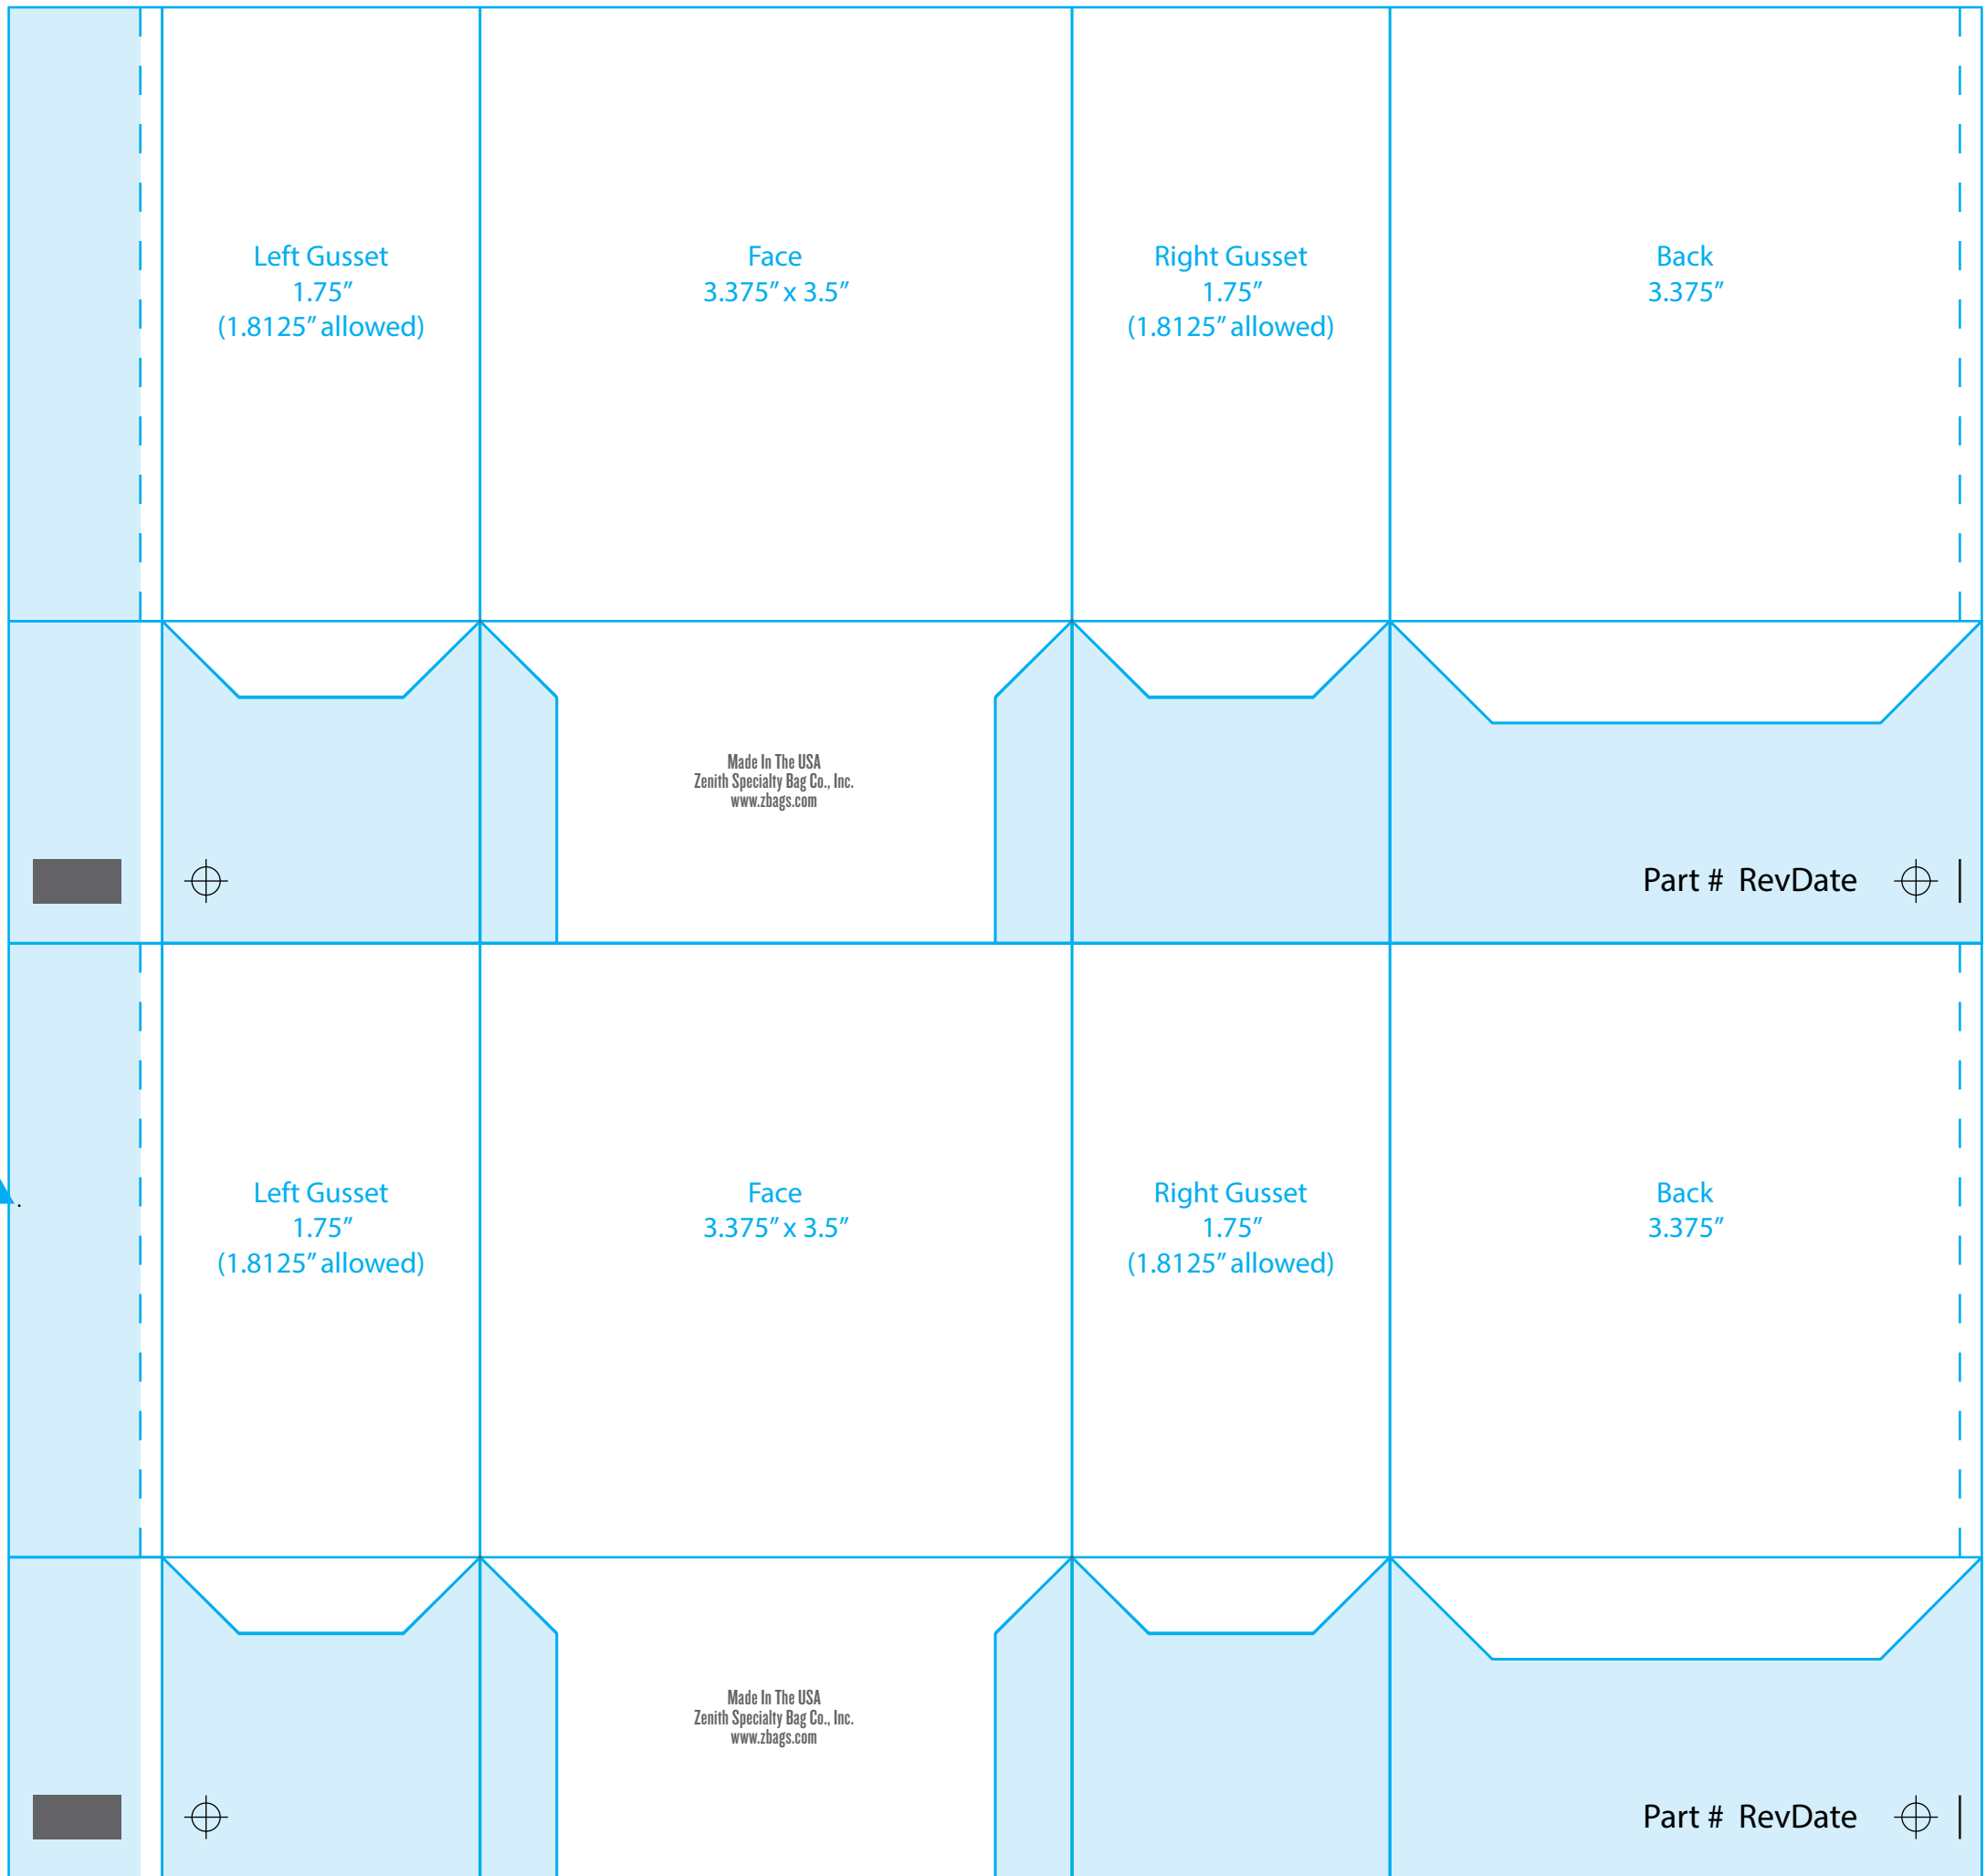 Left Gusset
1.75″
(1.8125″ allowed)
Face
3.375″ x 3.5″
Right Gusset
1.75″
(1.8125″ allowed)
Back
3.375″
Made In The USA
Zenith Specialty Bag Co., Inc.
www.zbags.com
Part #  RevDate
Left Gusset
1.75″
(1.8125″ allowed)
Face
3.375″ x 3.5″
Right Gusset
1.75″
(1.8125″ allowed)
Back
3.375″
Made In The USA
Zenith Specialty Bag Co., Inc.
www.zbags.com
Part #  RevDate